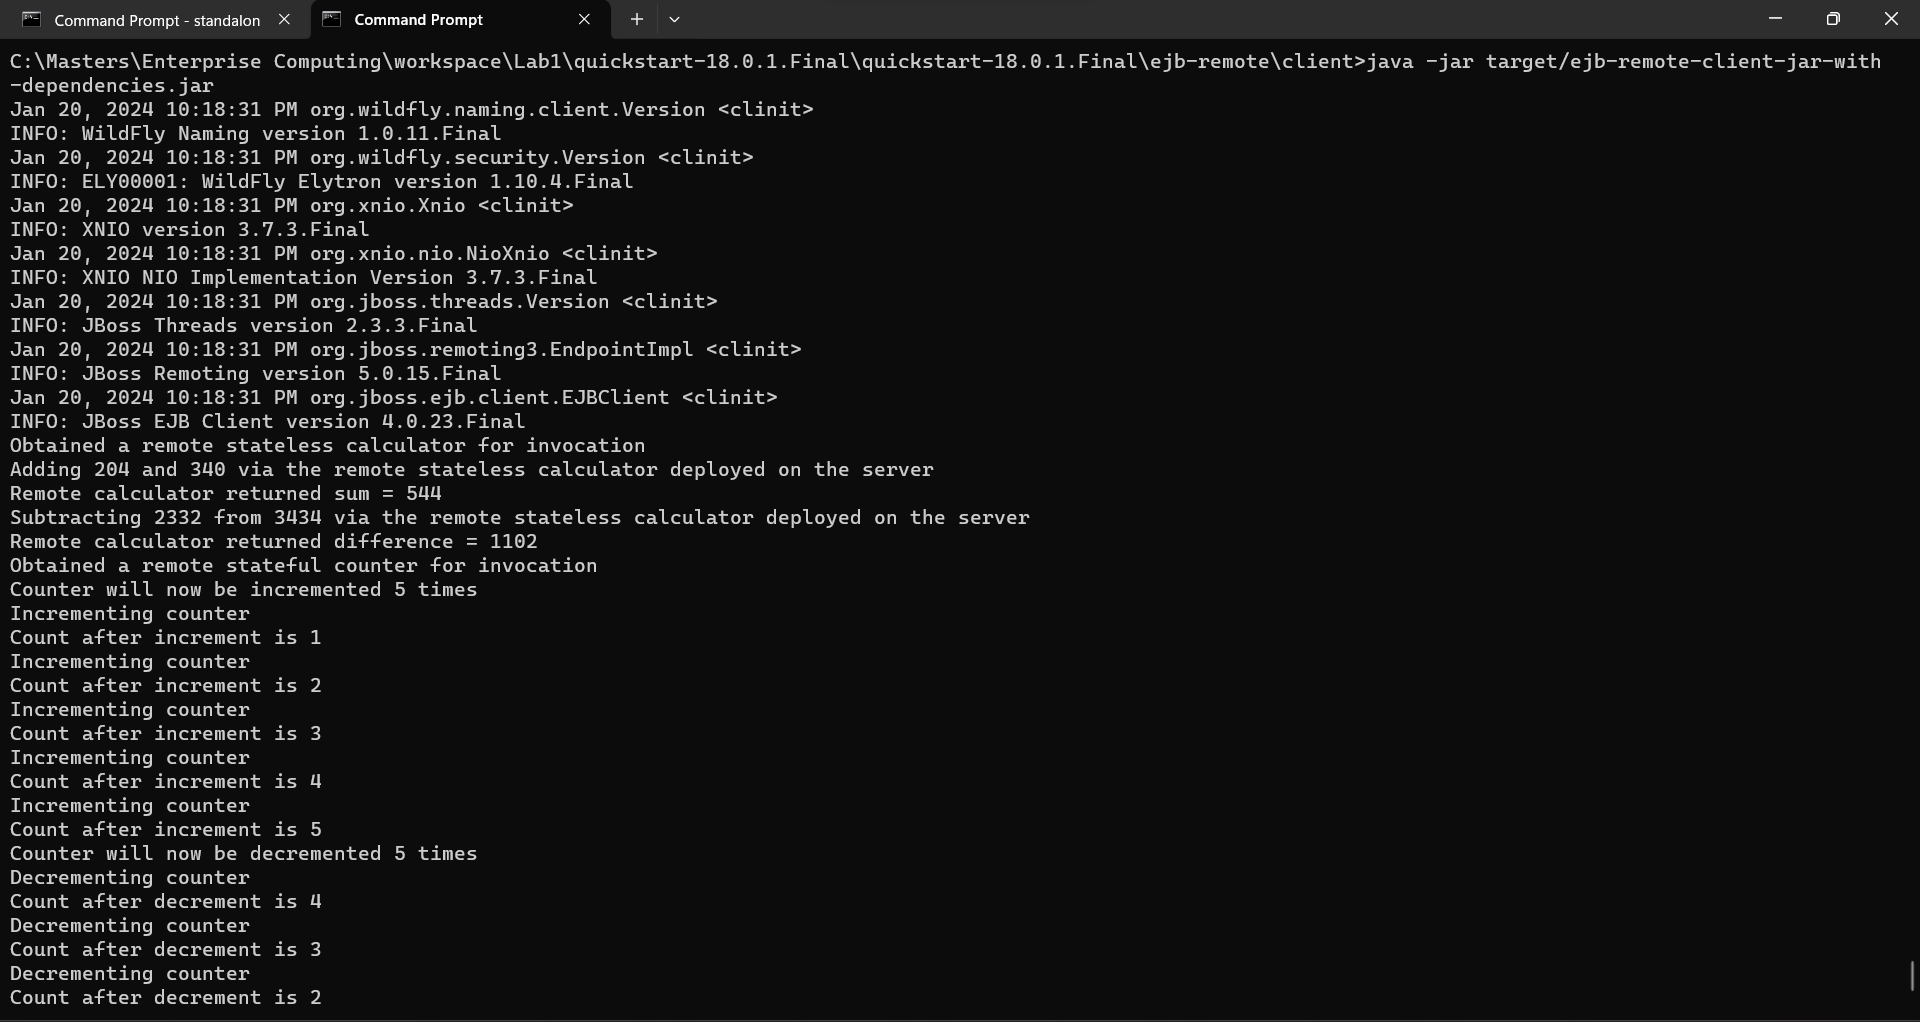 Command Prompt - standalon
Command Prompt
C:\Masters\Enterprise Computing\workspace\Lab1\quickstart-18.0.1.Final\quickstart-18.0.1.Final\ejb-remote\client>java -jar target/ejb-remote-client-jar-with
-dependencies.jar
Jan 20, 2024 10:18:31 PM org.wildfly.naming.client.Version <clinit>
INFO: WildFly Naming version 1.0.11.Final
Jan 20, 2024 10:18:31 PM org.wildfly.security.Version <clinit>
INFO: ELY00001: WildFly Elytron version 1.10.4.Final
Jan 20, 2024 10:18:31 PM org.xnio.Xnio <clinit>
INFO: XNIO version 3.7.3.Final
Jan 20, 2024 10:18:31 PM org.xnio.nio.NioXnio <clinit>
INFO: XNIO NIO Implementation Version 3.7.3.Final
Jan 20, 2024 10:18:31 PM org.jboss.threads.Version <clinit>
INFO: JBoss Threads version 2.3.3.Final
Jan 20, 2024 10:18:31 PM org.jboss.remoting3.EndpointImpl <clinit>
INFO: JBoss Remoting version 5.0.15.Final
Jan 20, 2024 10:18:31 PM org.jboss.ejb.client.EJBClient <clinit>
INFO: JBoss EJB Client version 4.0.23.Final
Obtained a remote stateless calculator for invocation
Adding 204 and 340 via the remote stateless calculator deployed on the server
Remote calculator returned sum = 544
Subtracting 2332 from 3434 via the remote stateless calculator deployed on the server
Remote calculator returned difference = 1102
Obtained a remote stateful counter for invocation
Counter will now be incremented 5 times
Incrementing counter
Count after increment is 1
Incrementing counter
Count after increment is 2
Incrementing counter
Count after increment is 3
Incrementing counter
Count after increment is 4
Incrementing counter
Count after increment is 5
Counter will now be decremented 5 times
Decrementing counter
Count after decrement is 4
Decrementing counter
Count after decrement is 3
Decrementing counter
Count after decrement is 2